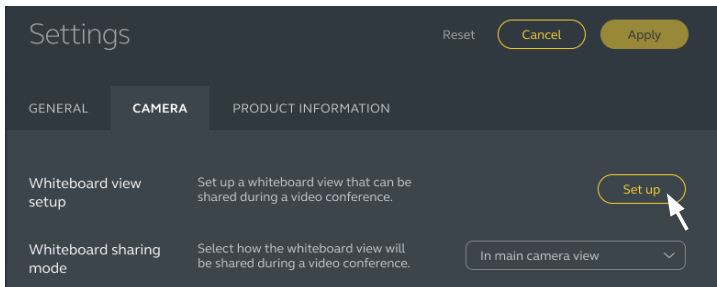 Settings
Reset
Cancel
Apply
GENERAL
CAMERA
PRODUCT INFORMATION
Whiteboard view
setup
Set up a whiteboard view that can be
shared during a video conference.
Set up
Whiteboard sharing
mode
Select how the whiteboard view will
be shared during a video conference.
In main camera view